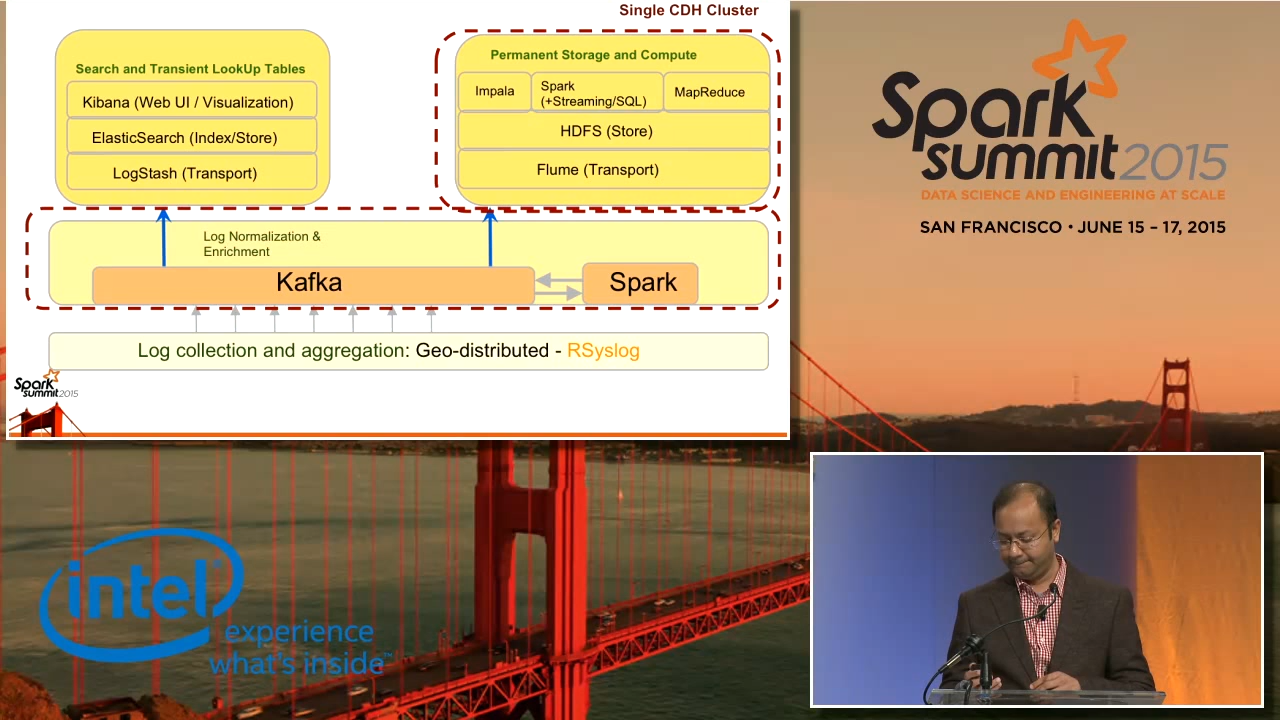 Single CDH Cluster
Search and Transient LookUp Tables
Kibana (Web UI / Visualization)
ElasticSearch (Index/Store)
LogStash (Transport)
Permanent Storage and Compute
Impala
Spark
(+Streaming/SQL)
MapReduce
HDFS (Store)
Flume (Transport)
Log Normalization &
Enrichment
Kafka
Spark
Log collection and aggregation: Geo-distributed - RSyslog
Spark
summit 2015
Spark
summit 2015
DATA SCIENCE AND ENGINEERING AT SCALE
SAN FRANCISCO • JUNE 15 – 17, 2015
intel®
experience
what's inside™